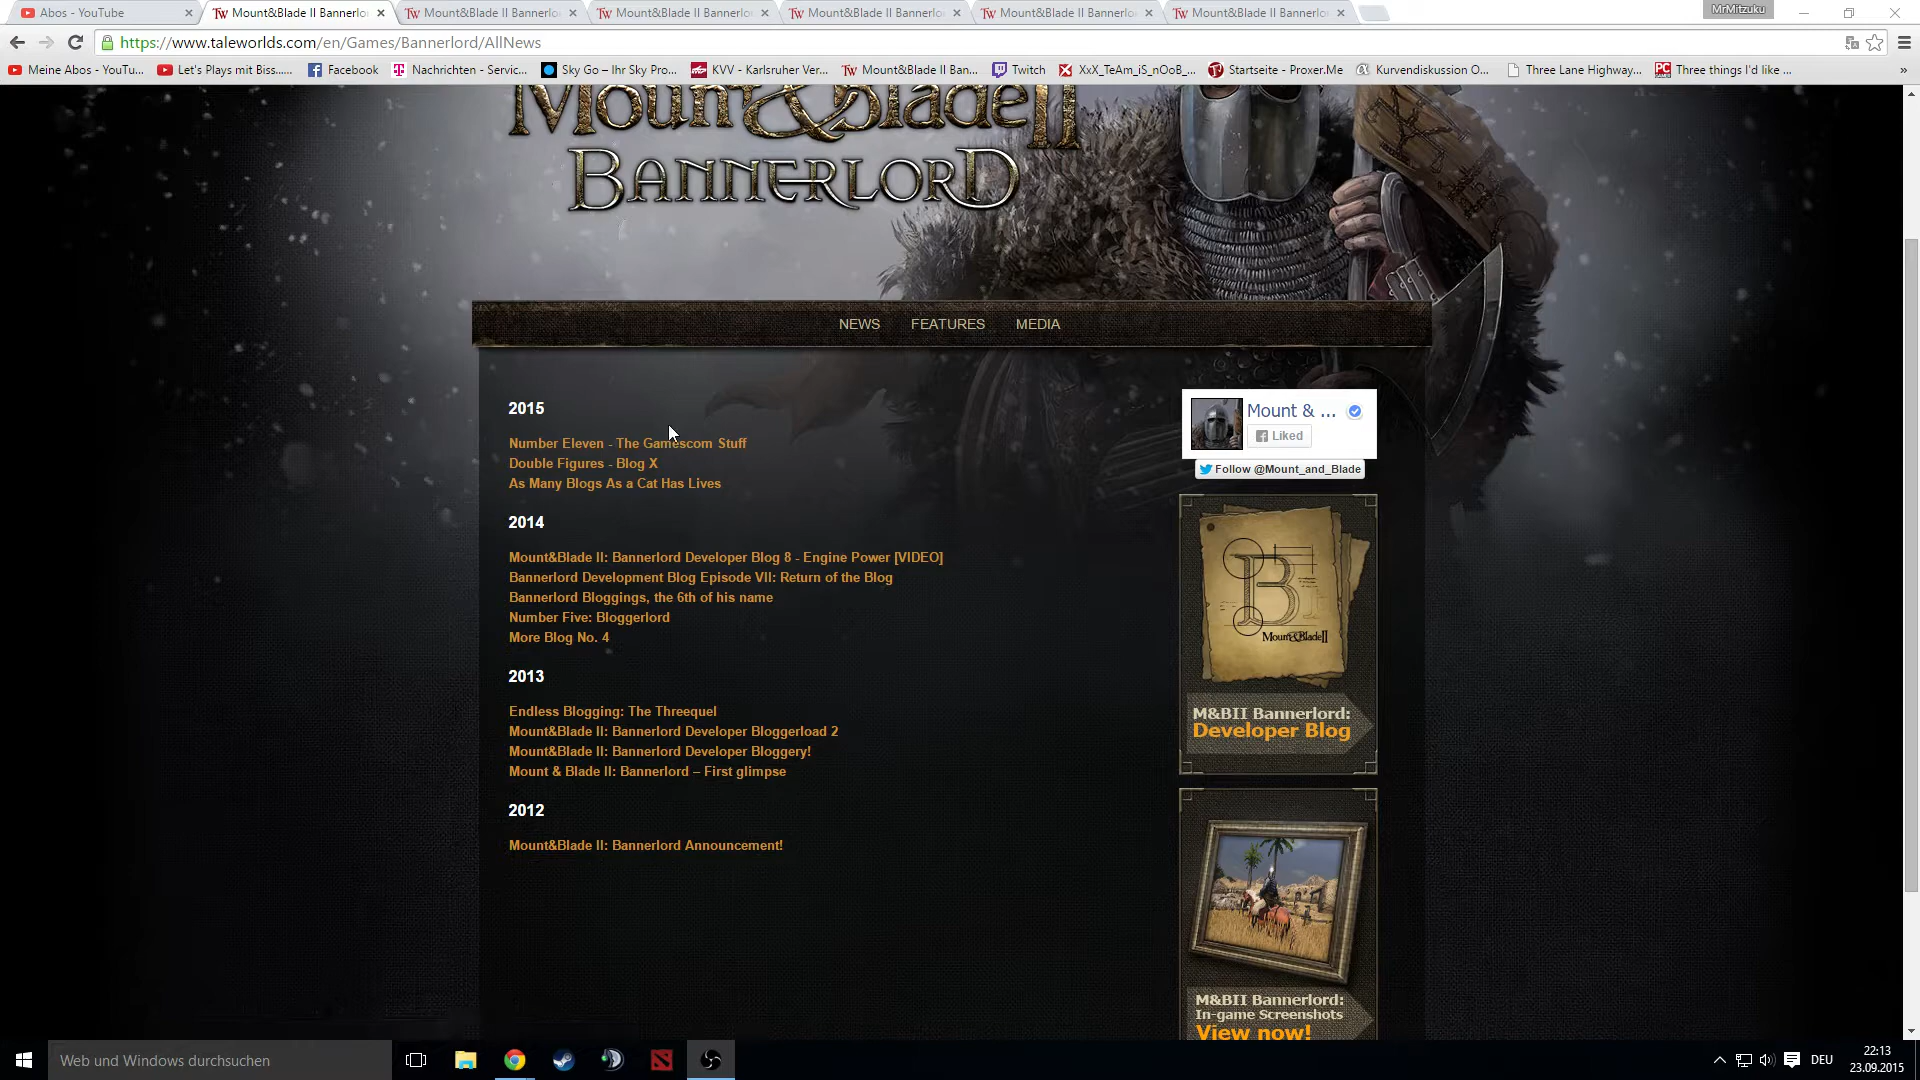 Abos - YouTube
Mount&Blade II Bannerlo
Mount&Blade II Bannerlo
Mount&Blade II Bannerlo
Mount&Blade II Bannerlo
Mount&Blade II Bannerlo
Mount&Blade II Bannerlo
MrMitzuku
https://www.taleworlds.com/en/Games/Bannerlord/AllNews
Meine Abos - YouTu...
Let's Plays mit Biss.....
Facebook
Nachrichten - Servic...
Sky Go – Ihr Sky Pro...
KVV - Karlsruher Ver...
Mount&Blade II Ban...
Twitch
XxX_TeAm_iS_nOoB_...
Startseite - Proxer.Me
Kurvendiskussion O...
Three Lane Highway,...
Three things I'd like ...
Mount&Blade II
BANNERLORD
NEWS
FEATURES
MEDIA
2015
Number Eleven - The Gamescom Stuff
Double Figures - Blog X
As Many Blogs As a Cat Has Lives
2014
Mount&Blade II: Bannerlord Developer Blog 8 - Engine Power [VIDEO]
Bannerlord Development Blog Episode VII: Return of the Blog
Bannerlord Bloggings, the 6th of his name
Number Five: Bloggerlord
More Blog No. 4
2013
Endless Blogging: The Threequel
Mount&Blade II: Bannerlord Developer Bloggerload 2
Mount&Blade II: Bannerlord Developer Bloggery!
Mount & Blade II: Bannerlord – First glimpse
2012
Mount&Blade II: Bannerlord Announcement!
Mount & ...
Liked
Follow @Mount_and_Blade
B
Mount&Blade II
M&BII Bannerlord:
Developer Blog
M&BII Bannerlord:
In-game Screenshots
View now!
Web und Windows durchsuchen
DEU
22:13
23.09.2015